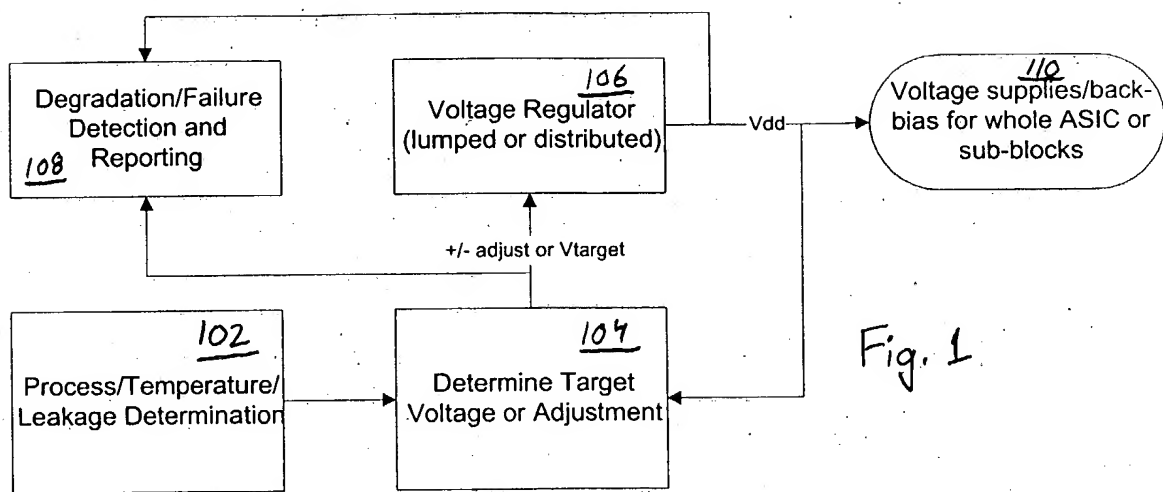 Degradation/Failure
Detection and
Reporting
108
106
Voltage Regulator
(lumped or distributed)
Vdd
110
Voltage supplies/back-
bias for whole ASIC or
sub-blocks
+/- adjust or Vtarget
102
Process/Temperature/
Leakage Determination
104
Determine Target
Voltage or Adjustment
Fig. 1